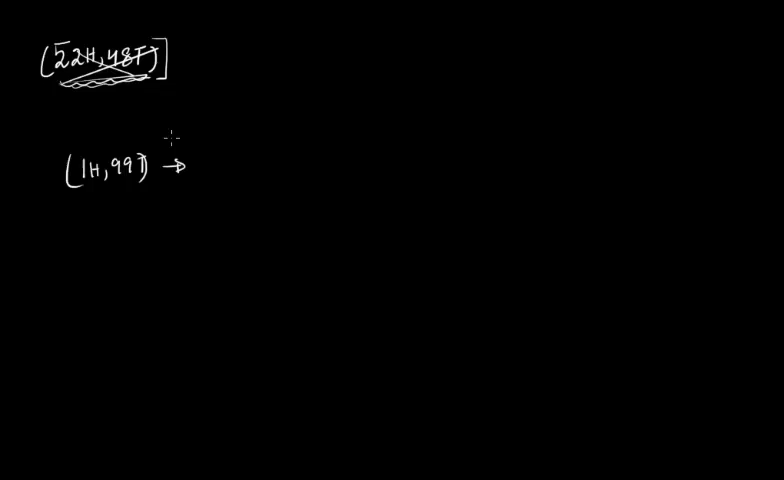 (52H, 48T)]
(1H, 99T) →